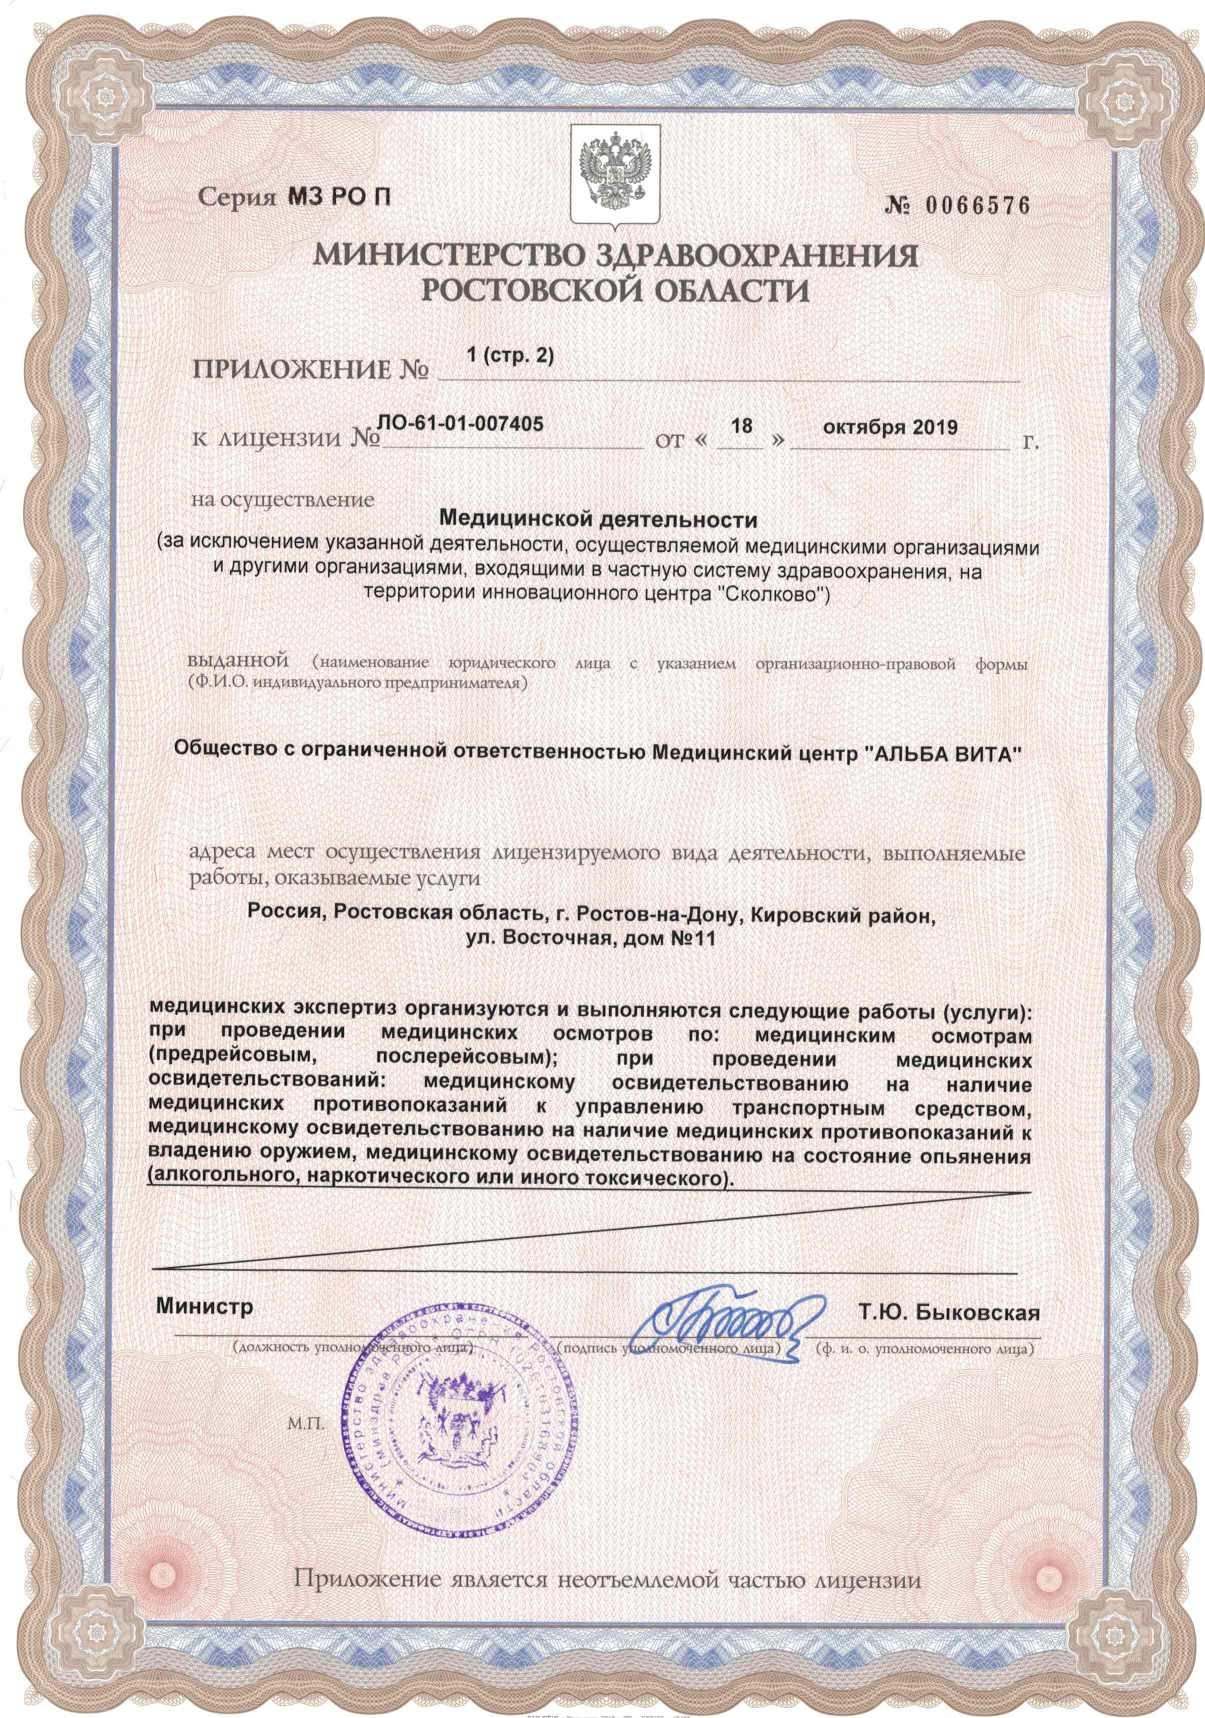 Серия МЗ РО П
№ 0066576
МИНИСТЕРСТВО ЗДРАВООХРАНЕНИЯ
РОСТОВСКОЙ ОБЛАСТИ
ПРИЛОЖЕНИЕ № 1 (стр. 2)
к лицензии № ЛО-61-01-007405 от « 18 » октября 2019 г.
на осуществление
Медицинской деятельности
(за исключением указанной деятельности, осуществляемой медицинскими организациями
и другими организациями, входящими в частную систему здравоохранения, на
территории инновационного центра "Сколково")
выданной (наименование юридического лица с указанием организационно-правовой формы
(Ф.И.О. индивидуального предпринимателя)
Общество с ограниченной ответственностью Медицинский центр "АЛЬБА ВИТА"
адреса мест осуществления лицензируемого вида деятельности, выполняемые
работы, оказываемые услуги
Россия, Ростовская область, г. Ростов-на-Дону, Кировский район,
ул. Восточная, дом №11
медицинских экспертиз организуются и выполняются следующие работы (услуги):
при проведении медицинских осмотров по: медицинским осмотрам
(предрейсовым, послерейсовым); при проведении медицинских
освидетельствований: медицинскому освидетельствованию на наличие
медицинских противопоказаний к управлению транспортным средством,
медицинскому освидетельствованию на наличие медицинских противопоказаний к
владению оружием, медицинскому освидетельствованию на состояние опьянения
(алкогольного, наркотического или иного токсического).
Министр
Т.Ю. Быковская
(должность уполномоченного лица)
(подпись уполномоченного лица)
(ф. и. о. уполномоченного лица)
М.П.
Министерство здравоохранения Ростовской области
Приложение является неотъемлемой частью лицензии